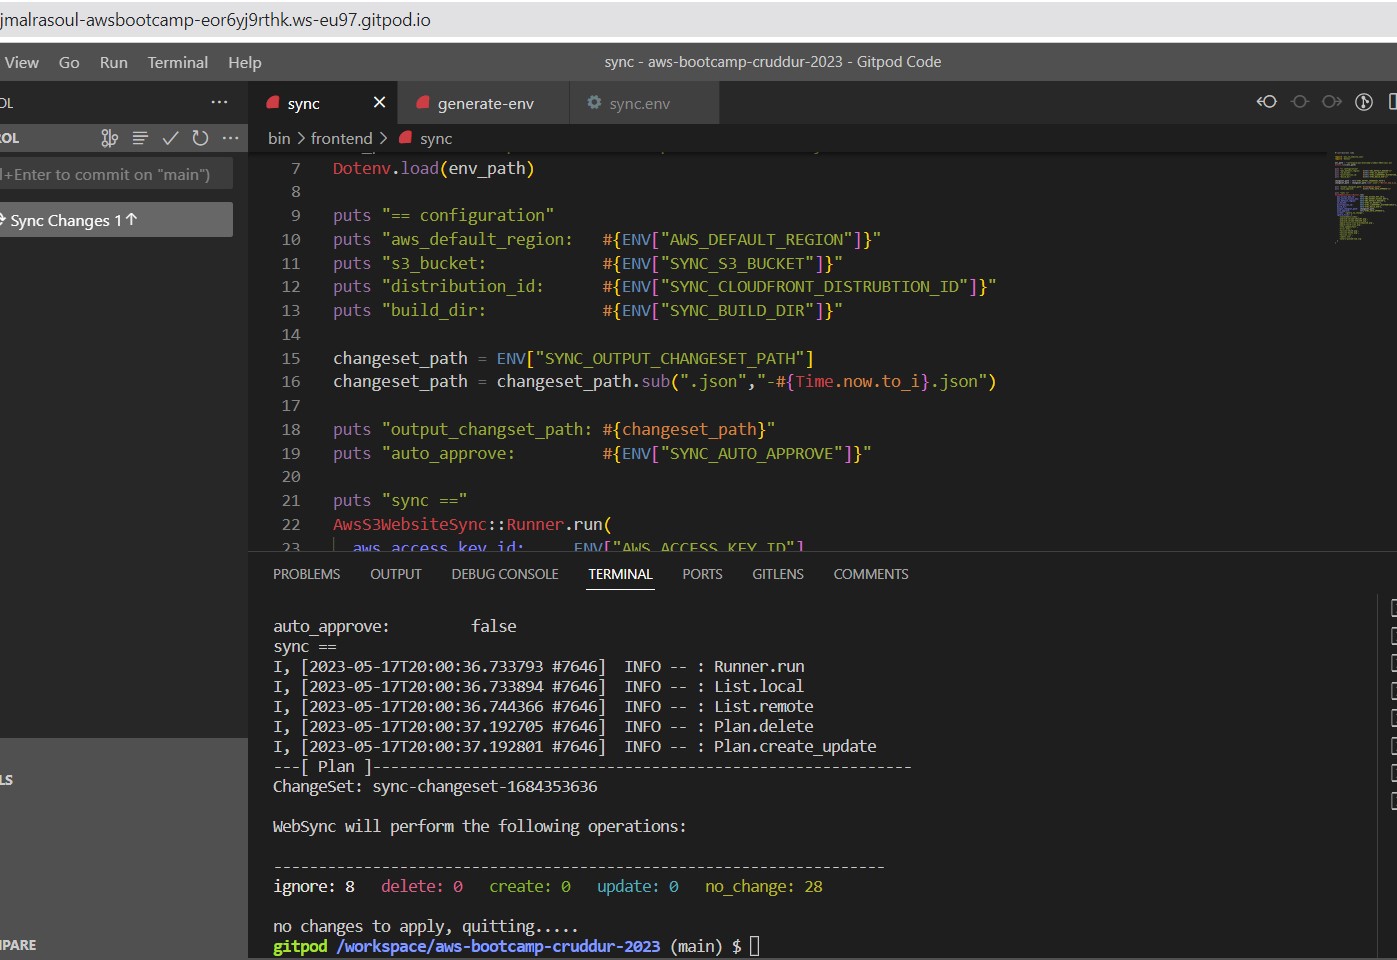 jmalrasoul-awsbootcamp-eor6yj9rthk.ws-eu97.gitpod.io
View Go Run Terminal Help
sync - aws-bootcamp-cruddur-2023 - Gitpod Code
OL ···
sync × generate-env sync.env
ROL ···
bin > frontend > sync
l+Enter to commit on "main")
Sync Changes 1↑
7 Dotenv.load(env_path)
8
9 puts "== configuration"
10 puts "aws_default_region:   #{ENV["AWS_DEFAULT_REGION"]}"
11 puts "s3_bucket:            #{ENV["SYNC_S3_BUCKET"]}"
12 puts "distribution_id:      #{ENV["SYNC_CLOUDFRONT_DISTRUBTION_ID"]}"
13 puts "build_dir:            #{ENV["SYNC_BUILD_DIR"]}"
14
15 changeset_path = ENV["SYNC_OUTPUT_CHANGESET_PATH"]
16 changeset_path = changeset_path.sub(".json","-#{Time.now.to_i}.json")
17
18 puts "output_changset_path: #{changeset_path}"
19 puts "auto_approve:         #{ENV["SYNC_AUTO_APPROVE"]}"
20
21 puts "sync =="
22 AwsS3WebsiteSync::Runner.run(
23   aws_access_key_id:     ENV["AWS_ACCESS_KEY_ID"]
PROBLEMS OUTPUT DEBUG CONSOLE TERMINAL PORTS GITLENS COMMENTS
auto_approve:         false
sync ==
I, [2023-05-17T20:00:36.733793 #7646]  INFO -- : Runner.run
I, [2023-05-17T20:00:36.733894 #7646]  INFO -- : List.local
I, [2023-05-17T20:00:36.744366 #7646]  INFO -- : List.remote
I, [2023-05-17T20:00:37.192705 #7646]  INFO -- : Plan.delete
I, [2023-05-17T20:00:37.192801 #7646]  INFO -- : Plan.create_update
---[ Plan ]------------------------------------------------------------
ChangeSet: sync-changeset-1684353636
WebSync will perform the following operations:
--------------------------------------------------------------------
ignore: 8   delete: 0   create: 0   update: 0   no_change: 28
no changes to apply, quitting.....
gitpod /workspace/aws-bootcamp-cruddur-2023 (main) $
LS
MPARE